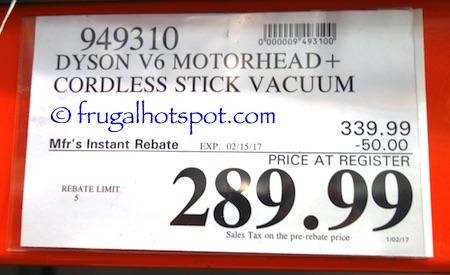 949310
0000009493100
DYSON V6 MOTORHEAD+
CORDLESS STICK VACUUM
© frugalhotspot.com
339.99
Mfr's Instant Rebate EXP. 02/15/17 -50.00
PRICE AT REGISTER
REBATE LIMIT
5
289.99
Sales Tax on the pre-rebate price
1/02/17